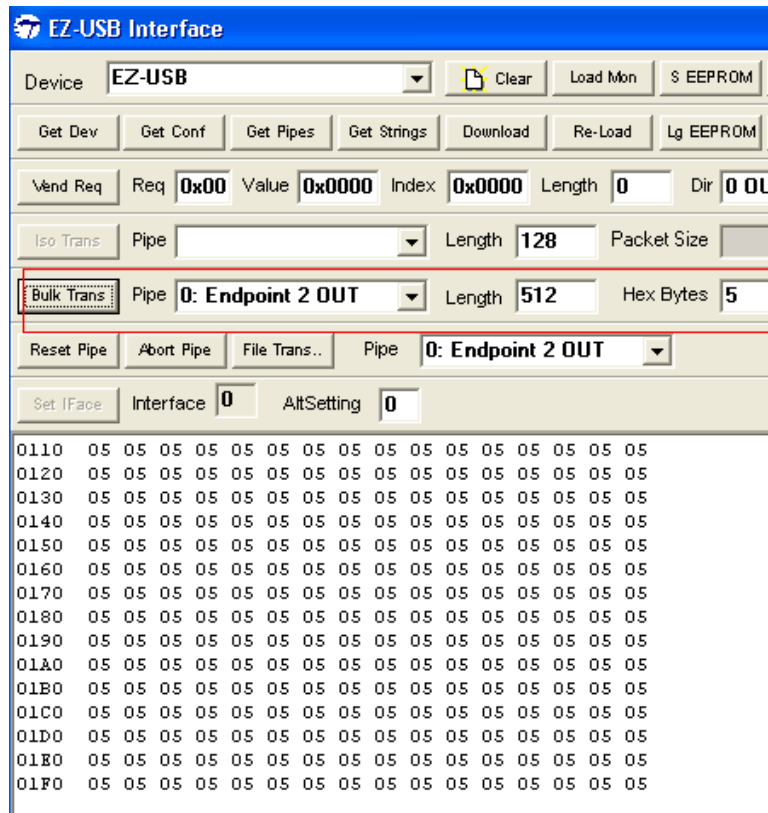 EZ-USB Interface
Device EZ-USB Clear Load Mon S EEPROM
Get Dev Get Conf Get Pipes Get Strings Download Re-Load Lg EEPROM
Vend Req Req 0x00 Value 0x0000 Index 0x0000 Length 0 Dir 0 OU
Iso Trans Pipe Length 128 Packet Size
Bulk Trans Pipe 0: Endpoint 2 OUT Length 512 Hex Bytes 5
Reset Pipe Abort Pipe File Trans.. Pipe 0: Endpoint 2 OUT
Set IFace Interface 0 AltSetting 0
0110 05 05 05 05 05 05 05 05 05 05 05 05 05 05 05 05
0120 05 05 05 05 05 05 05 05 05 05 05 05 05 05 05 05
0130 05 05 05 05 05 05 05 05 05 05 05 05 05 05 05 05
0140 05 05 05 05 05 05 05 05 05 05 05 05 05 05 05 05
0150 05 05 05 05 05 05 05 05 05 05 05 05 05 05 05 05
0160 05 05 05 05 05 05 05 05 05 05 05 05 05 05 05 05
0170 05 05 05 05 05 05 05 05 05 05 05 05 05 05 05 05
0180 05 05 05 05 05 05 05 05 05 05 05 05 05 05 05 05
0190 05 05 05 05 05 05 05 05 05 05 05 05 05 05 05 05
01A0 05 05 05 05 05 05 05 05 05 05 05 05 05 05 05 05
01B0 05 05 05 05 05 05 05 05 05 05 05 05 05 05 05 05
01C0 05 05 05 05 05 05 05 05 05 05 05 05 05 05 05 05
01D0 05 05 05 05 05 05 05 05 05 05 05 05 05 05 05 05
01E0 05 05 05 05 05 05 05 05 05 05 05 05 05 05 05 05
01F0 05 05 05 05 05 05 05 05 05 05 05 05 05 05 05 05